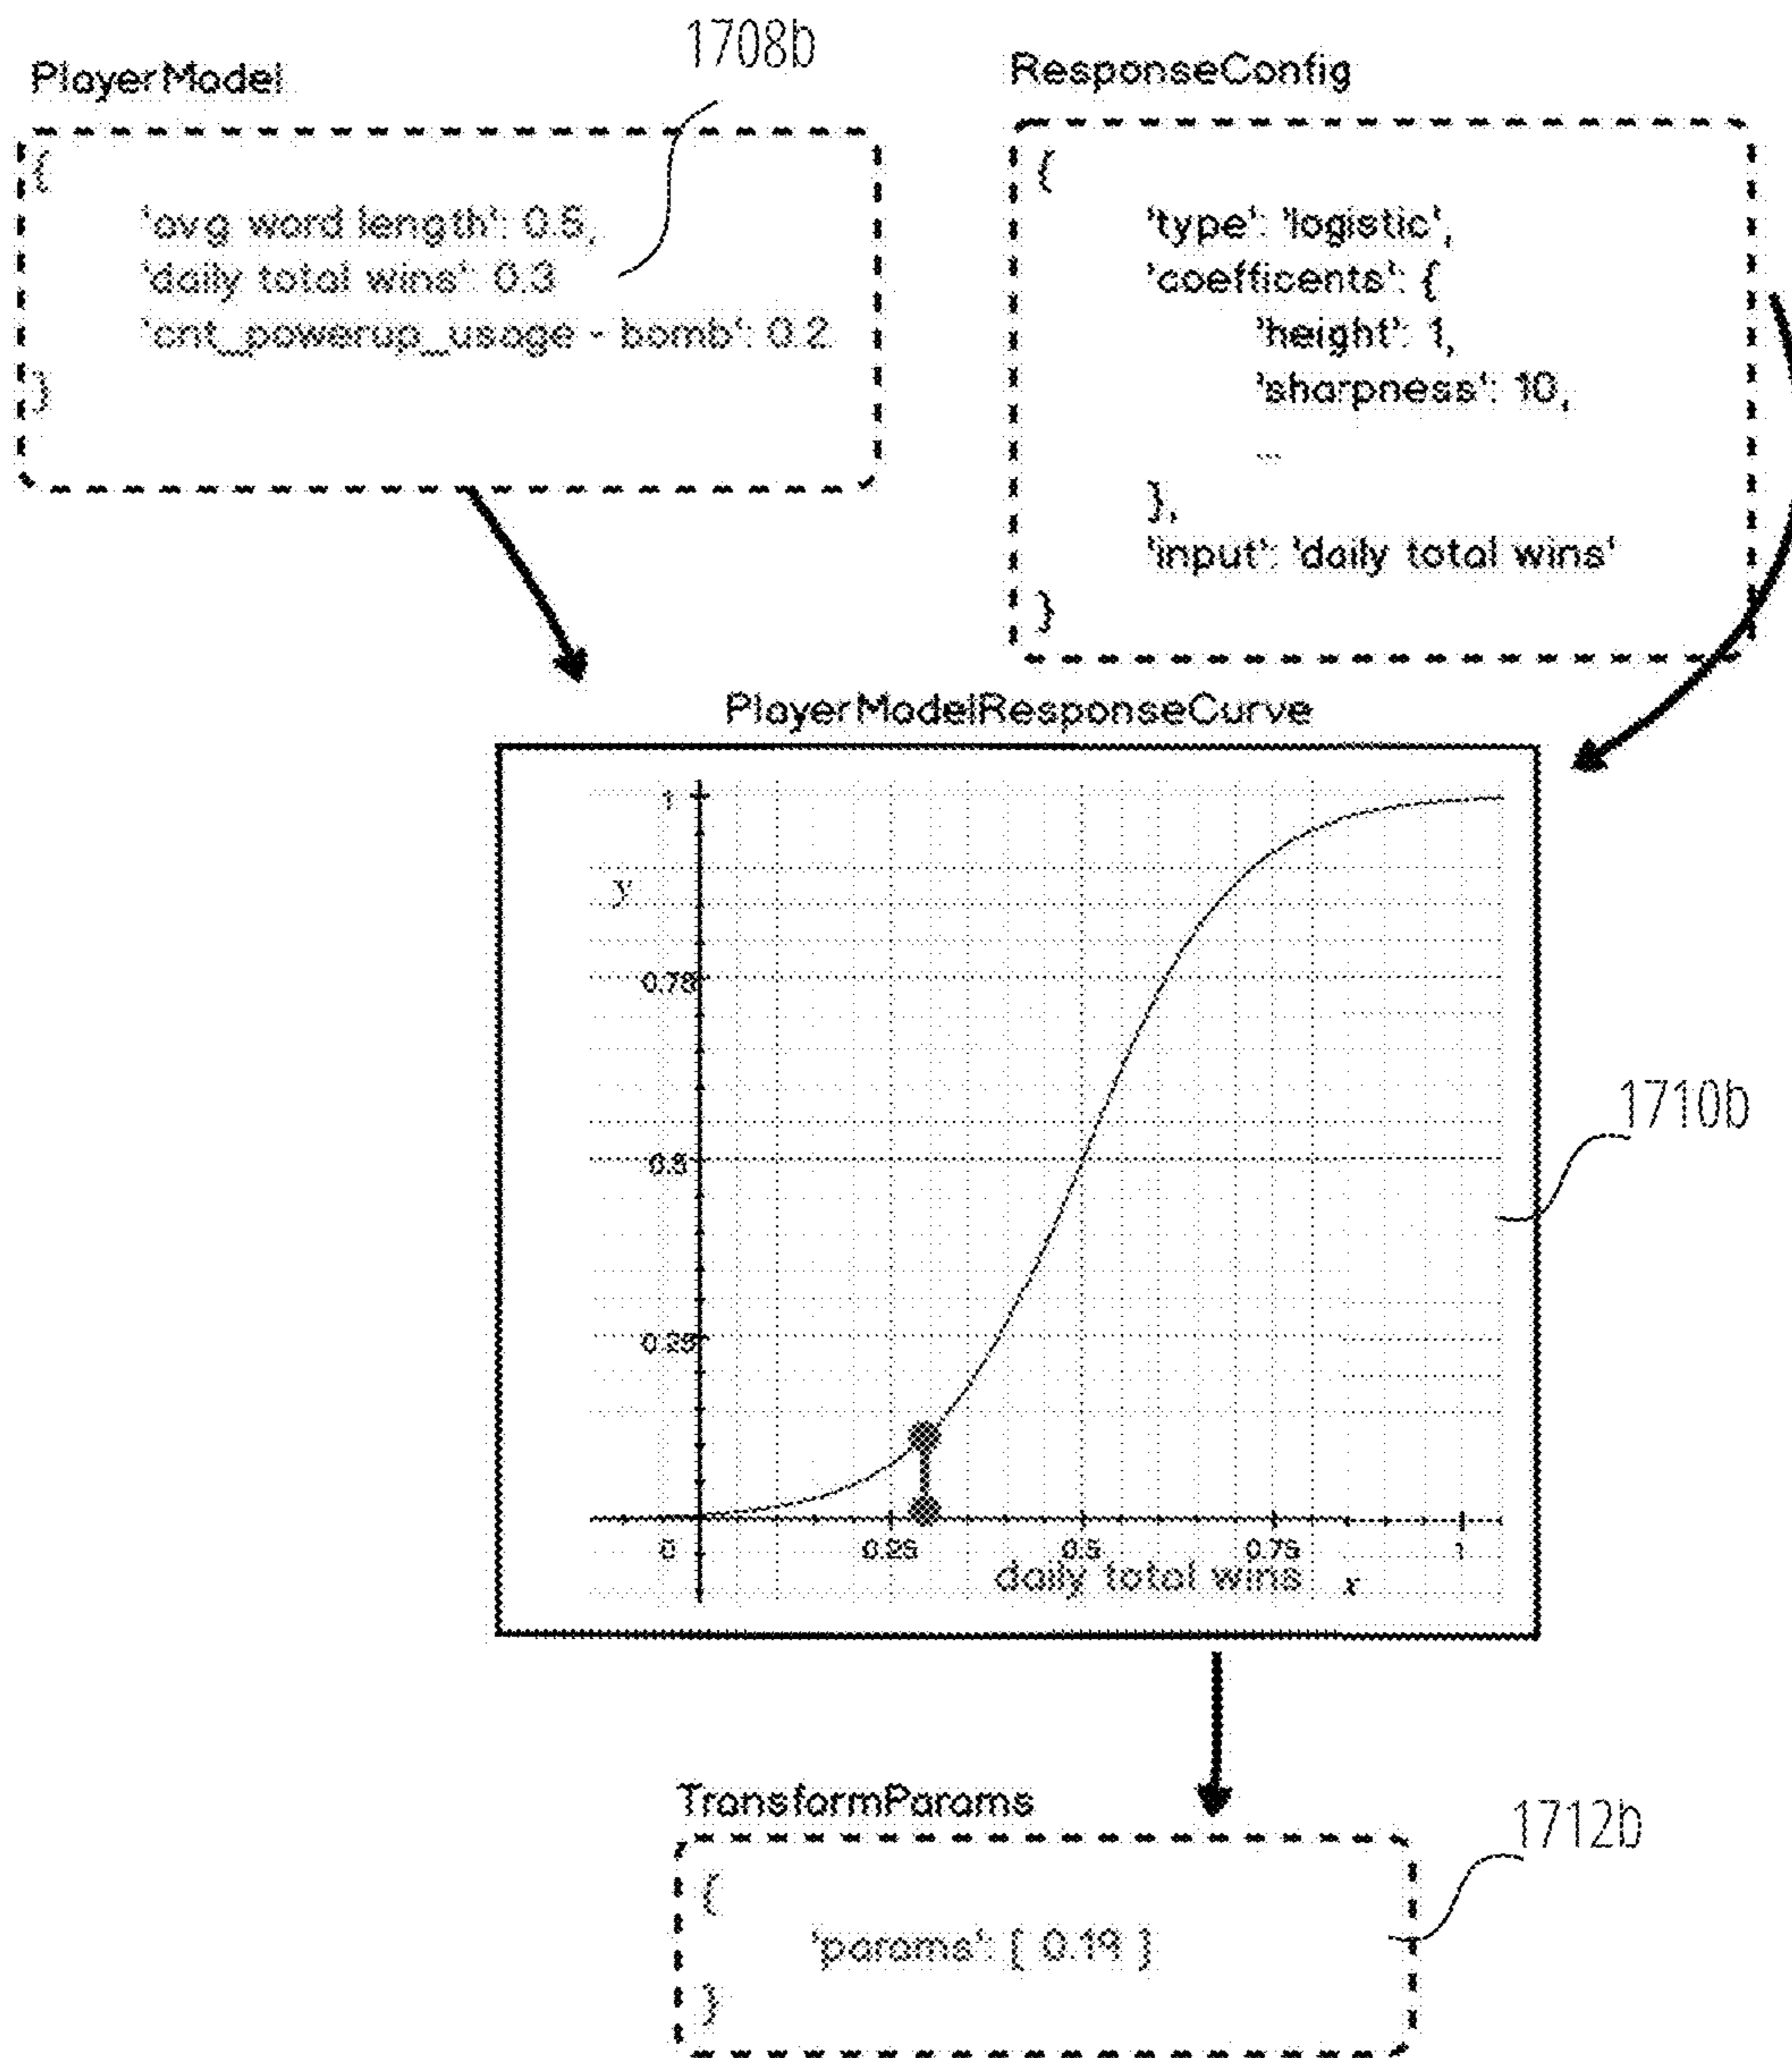 1708b
PlayerModel
{
'avg word length': 0.5,
'daily total wins': 0.3
'cnt_powerup_usage - bomb': 0.2
}
ResponseConfig
{
'type': 'logistic',
'coefficents': {
'height': 1,
'sharpness': 10,
...
},
'input': 'daily total wins'
}
PlayerModelResponseCurve
1
y
0.75
0.5
0.25
0
0.25
0.5
0.75
1
daily total wins
x
1710b
TransformParams
{
'params': [ 0.19 ]
}
1712b